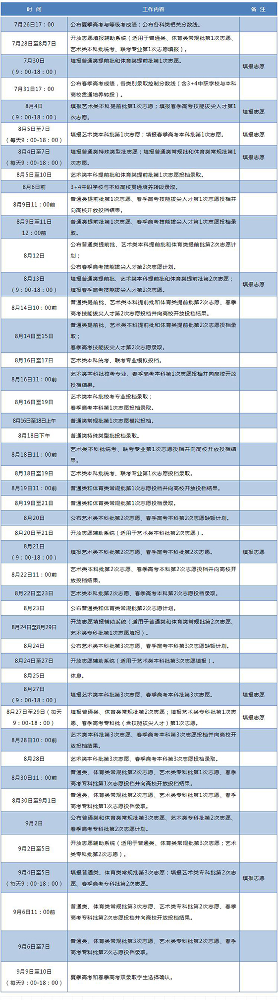 时 间 工作内容 备 注
7月26日17：00 公布夏季高考与等级考成绩；公布各科类相关分数线。
7月28日至8月7日
开放志愿填报辅助系统（适用于普通类、体育类常规批第1次志愿、
艺术类本科批统考、联考专业第1次志愿填报）。
7月30日
（9：00-18：00）
填报普通类提前批和体育类提前批第1次志愿。
填报志愿
7月31日17：00
公布春季高考成绩，各类别录取控制分数线（含3+4中职学校与本科
高校贯通培养转段）。
8月4日
（9：00-18：00）
填报艺术类本科提前批第1次志愿；填报春季高考技能拔尖人才第1
次志愿。
填报志愿
8月5日至7日
（每天9：00-18：00）
填报艺术类本科批第1次志愿；填报春季高考本科批第1次志愿。
填报志愿
8月4日至7日
（每天9：00-18：00）
填报普通类特殊类型批志愿；填报普通类常规批和体育类常规批第1
次志愿。
填报志愿
8月5日至10日 艺术类本科提前批和体育类提前批第1次志愿投档录取。
8月6日前 3+4中职学校与本科高校贯通培养转段录取。
8月9日11：00前
普通类提前批第1次志愿、春季高考技能拔尖人才第1次志愿投档并
向高校开放投档结果。
8月9日至11日
12：00前
普通类提前批第1次志愿、春季高考技能拔尖人才第1次志愿投档录
取。
8月12日
公布普通类提前批、艺术类本科提前批和体育类提前批第2次志愿计
划；
公布春季高考技能拔尖人才第2次志愿计划。
8月13日
（9：00-18：00）
填报普通类提前批、艺术类本科提前批和体育类提前批第2次志愿；
填报春季高考技能拔尖人才第2次志愿。
填报志愿
8月14日10：00前
普通类提前批、艺术类本科提前批和体育类提前批第2次志愿、春季
高考技能拔尖人才第2次志愿投档并向高校开放投档结果。
8月14日至15日
普通类提前批、艺术类本科提前批和体育类提前批第2次志愿投档录
取；
春季高考技能拔尖人才第2次志愿录取。
8月16日至17日 艺术类本科统考、联考专业模拟投档。
8月16日11：00前
艺术类本科批校考专业、春季高考本科第1次志愿投档并向高校开放
投档结果。
8月16日至19日
艺术类本科批校考专业投档录取；
春季高考本科第1次志愿投档录取。
8月16日至18日上午 普通类常规批第1次志愿模拟投档。
8月18日下午 普通类特殊类型批投档录取。
8月18日11：00前
艺术类本科批统考、联考专业第1次志愿投档并向高校开放投档结
果。
8月18日至19日 艺术类本科批统考、联考专业第1次志愿投档录取。
8月19日11：00前 普通类和体育类常规批第1次志愿投档并向高校开放投档结果。
8月19日至21日 普通类和体育类常规批第1次志愿投档录取。
8月20日 公布艺术类本科批第2次志愿、春季高考本科第2次志愿缺额计划。
8月20日至21日 开放志愿辅助系统（适用于艺术类本科批第2次志愿）。
8月21日
（9：00-18：00）
填报艺术类本科批第2次志愿、春季高考本科批第2次志愿。
填报志愿
8月22日11：00前
艺术类本科批第2次志愿、春季高考本科第2次志愿投档并向高校开
放投档结果。
8月22日至23日 艺术类本科批第2次志愿、春季高考本科第2次志愿投档录取。
8月23日 公布普通类和体育类常规批第2次志愿计划。
8月24日至8月29日
开放志愿填报辅助系统（适用于普通类和体育类常规批第2次志愿、
艺术类专科批第1次志愿填报）。
8月24日 公布艺术类本科批第3次志愿、春季高考本科第3次志愿缺额计划。
8月24日至27日 开放志愿辅助系统（适用于艺术类本科批第3次志愿填报）。
8月25日 休息。
8月27日
（9：00-18：00）
填报艺术类本科批第3次志愿、春季高考本科批第3次志愿。
填报志愿
8月27日至29日（每天
9：00-18：00）
填报普通类、体育类常规批第2次志愿；填报艺术类专科批第1次志
愿、春季高考专科批（含技能拔尖人才）第1次志愿。
填报志愿
8月28日10：00前
艺术类本科批第3次志愿、春季高考本科第3次志愿投档并向高校开
放投档结果。
8月28日 艺术类本科批第3次志愿、春季高考本科第3次志愿投档录取。
8月30日11：00前
普通类、体育类常规批第2次志愿、艺术类专科批第1次志愿、春季
高考专科批第1次志愿投档并向高校开放投档结果。
8月30日至9月1日
普通类、体育类常规批第2次志愿、艺术类专科批第1次志愿、春季
高考专科批第1次志愿投档录取。
9月2日
公布普通类和体育类常规批第3次志愿、艺术类专科批第2次志愿、
春季高考专科批第2次志愿计划。
9月2日至5日
开放志愿辅助系统（适用于普通类、体育类常规批第3次志愿；艺术
类专科批第2次志愿）。
9月4日至5日
（每天9：00-18：00）
填报普通类、体育类常规批第3次志愿；填报艺术类专科批第2次志
愿、春季高考专科批第2次志愿。
填报志愿
9月6日11：00前
普通类、体育类常规批第3次志愿、艺术类专科批第2次志愿、春季
高考专科批第2次志愿投档并向高校开放投档结果。
9月6日至7日
普通类、体育类常规批第3次志愿、艺术类专科批第2次志愿、春季
高考专科批第2次志愿投档录取。
9月9日至10日
（每天9：00-18：00）
夏季高考和春季高考双录取学生选择确认。